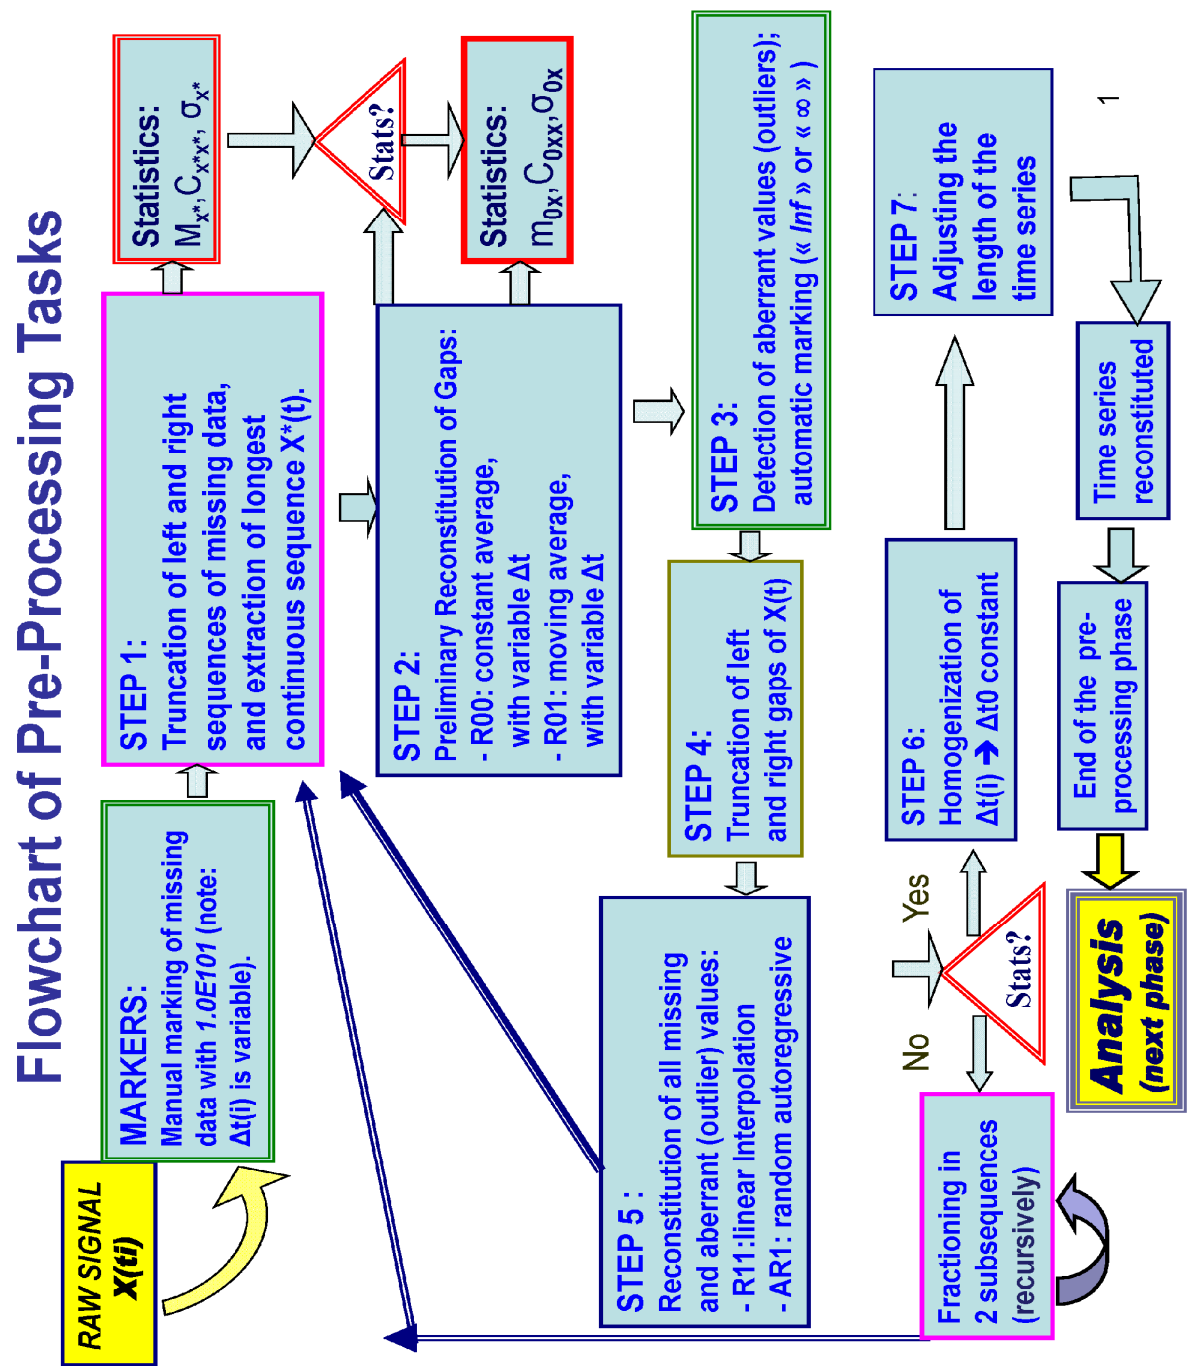 Flowchart of Pre-Processing Tasks
RAW SIGNAL
X(ti)
MARKERS:
Manual marking of missing
data with 1.0E101 (note:
Δt(i) is variable).
STEP 1:
Truncation of left and right
sequences of missing data,
and extraction of longest
continuous sequence X*(t).
Statistics:
Mx*, Cx*x*, σx*
Stats?
STEP 2:
Preliminary Reconstitution of Gaps:
- R00: constant average,
with variable Δt
- R01: moving average,
with variable Δt
Statistics:
m0x, C0xx, σ0x
STEP 3:
Detection of aberrant values (outliers);
automatic marking (« Inf » or « ∞ »)
STEP 4:
Truncation of left
and right gaps of X(t)
STEP 5 :
Reconstitution of all missing
and aberrant (outlier) values:
- R11:linear Interpolation
- AR1: random autoregressive
No
Yes
Stats?
Fractioning in
2 subsequences
(recursively)
STEP 6:
Homogenization of
Δt(i) ➔ Δt0 constant
STEP 7:
Adjusting the
length of the
time series
Time series
reconstituted
End of the pre-
processing phase
Analysis
(next phase)
1